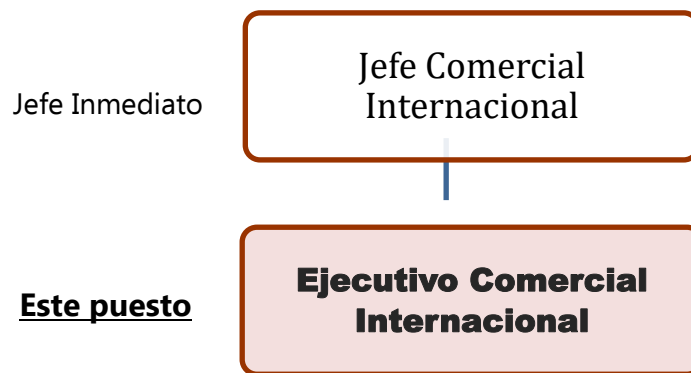 Jefe Inmediato
Jefe Comercial
Internacional
Este puesto
Ejecutivo Comercial
Internacional